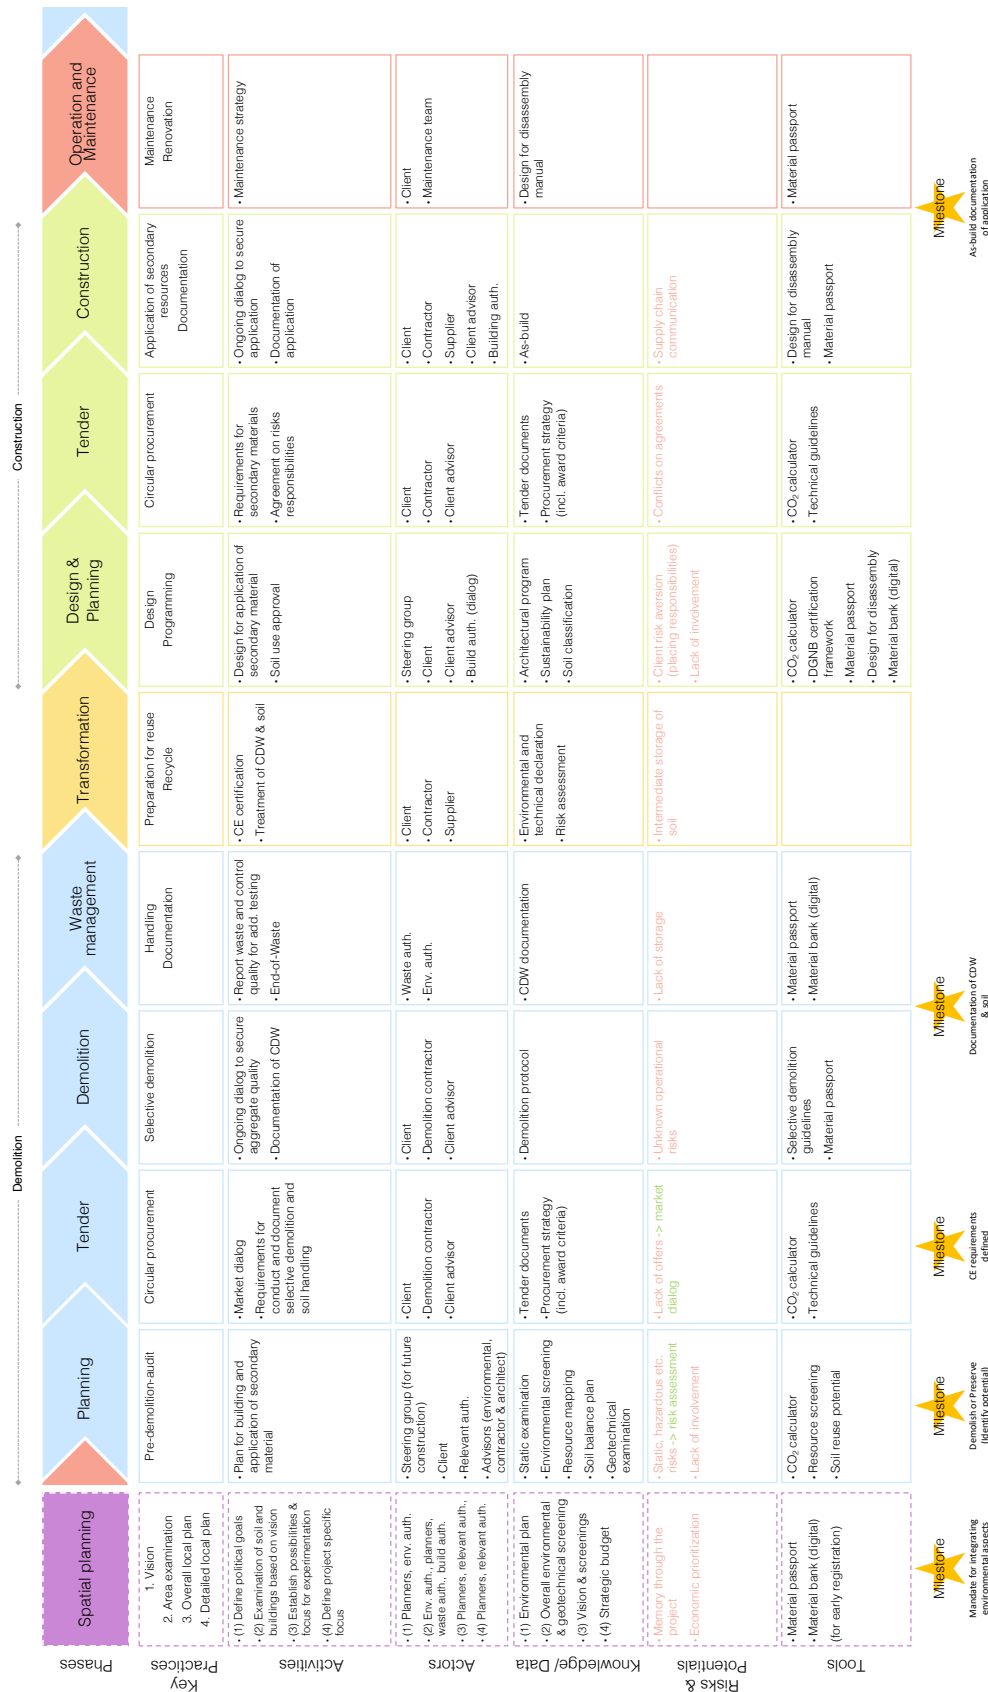 Demolition
Construction
Phases
Spatial planning
Planning
Tender
Demolition
Waste
management
Transformation
Design &
Planning
Tender
Construction
Operation and
Maintenance
Key
Practices
1. Vision
2. Area examination
3. Overall local plan
4. Detailed local plan
Pre-demolition-audit
Circular procurement
Selective demolition
Handling
Documentation
Preparation for reuse
Recycle
Design
Programming
Circular procurement
Application of secondary
resources
Documentation
Maintenance
Renovation
Activities
• (1) Define political goals
• (2) Examination of soil and
buildings based on vision
• (3) Establish possibilities &
focus for experimentation
• (4) Define project specific
focus
• Plan for building and
application of secondary
material
• Market dialog
• Requirements for
conduct and document
selective demolition and
soil handling
• Ongoing dialog to secure
aggregate quality
• Documentation of CDW
• Report waste and control
quality for add. testing
• End-of-Waste
• CE certification
• Treatment of CDW & soil
• Design for application of
secondary material
• Soil use approval
• Requirements for
secondary materials
• Agreement on risks
responsibilities
• Ongoing dialog to secure
application
• Documentation of
application
• Maintenance strategy
Actors
• (1) Planners, env. auth.
• (2) Env. auth., planners,
waste auth., build auth.
• (3) Planners, relevant auth.,
• (4) Planners, relevant auth.
• Steering group (for future
construction)
• Client
• Relevant auth.
• Advisors (environmental,
contractor & architect)
• Client
• Demolition contractor
• Client advisor
• Client
• Demolition contractor
• Client advisor
• Waste auth.
• Env. auth.
• Client
• Contractor
• Supplier
• Steering group
• Client
• Client advisor
• Build auth. (dialog)
• Client
• Contractor
• Client advisor
• Client
• Contractor
• Supplier
• Client advisor
• Building auth.
• Client
• Maintenance team
Knowledge/ Data
• (1) Environmental plan
• (2) Overall environmental
& geotechnical screening
• (3) Vision & screenings
• (4) Strategic budget
• Static examination
• Environmental screening
• Resource mapping
• Soil balance plan
• Geotechnical
examination
• Tender documents
• Procurement strategy
(incl. award criteria)
• Demolition protocol
• CDW documentation
• Environmental and
technical declaration
• Risk assessment
• Architectural program
• Sustainability plan
• Soil classification
• Tender documents
• Procurement strategy
(incl. award criteria)
• As-build
• Design for disassembly
manual
Risks &
Potentials
• Memory through the
project
• Economic prioritization
• Static, hazardous etc.
risks -> risk assessment
• Lack of involvement
• Lack of offers -> market
dialog
• Unknown operational
risks
• Lack of storage
• Intermediate storage of
soil
• Client risk aversion
(placing responsibilities)
• Lack of involvement
• Conflicts on agreements
• Supply chain
communication
Tools
• Material passport
• Material bank (digital)
(for early registration)
• CO2 calculator
• Resource screening
• Soil reuse potential
• CO2 calculator
• Technical guidelines
• Selective demolition
guidelines
• Material passport
• Material passport
• Material bank (digital)
• CO2 calculator
• DGNB certification
framework
• Material passport
• Design for disassembly
• Material bank (digital)
• CO2 calculator
• Technical guidelines
• Design for disassembly
manual
• Material passport
• Material passport
Milestone
Mandate for integrating
environmental aspects
Milestone
Demolish or Preserve
(Identify potential)
Milestone
CE requirements
defined
Milestone
Documentation of CDW
& soil
Milestone
As-build documentation
of application